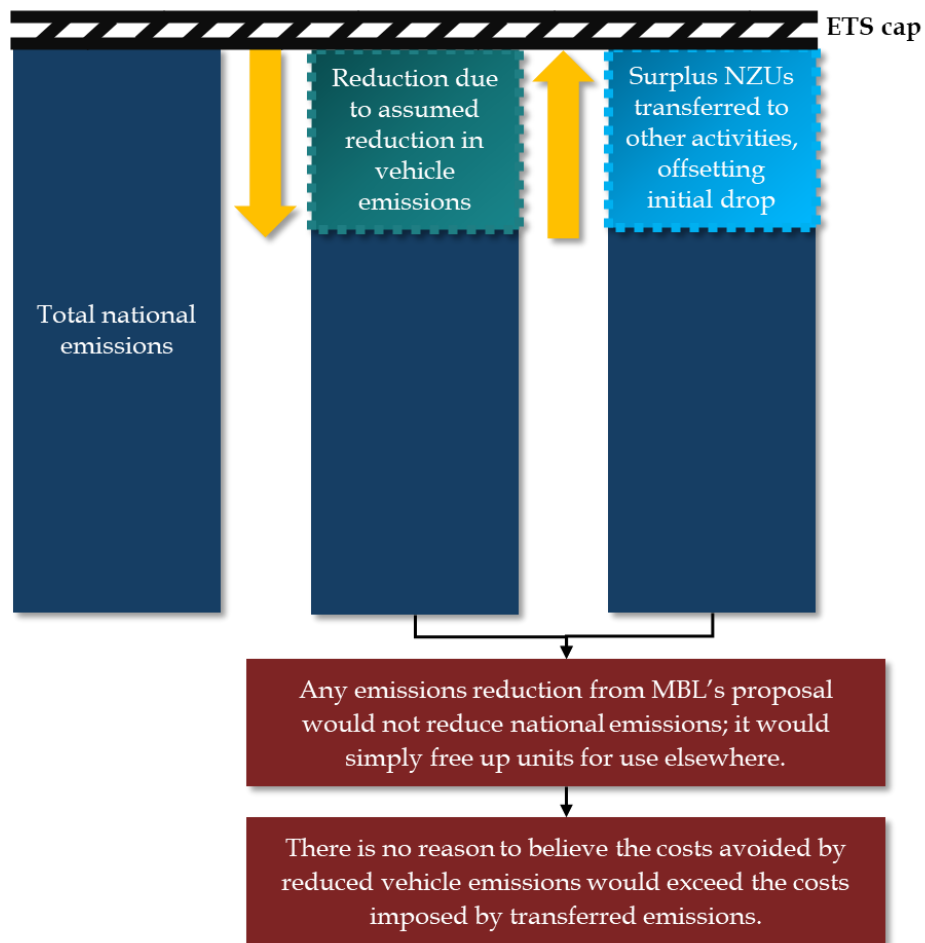 ETS cap
Total national
emissions
Reduction due
to assumed
reduction in
vehicle
emissions
Surplus NZUs
transferred to
other activities,
offsetting
initial drop
Any emissions reduction from MBL’s proposal
would not reduce national emissions; it would
simply free up units for use elsewhere.
There is no reason to believe the costs avoided by
reduced vehicle emissions would exceed the costs
imposed by transferred emissions.